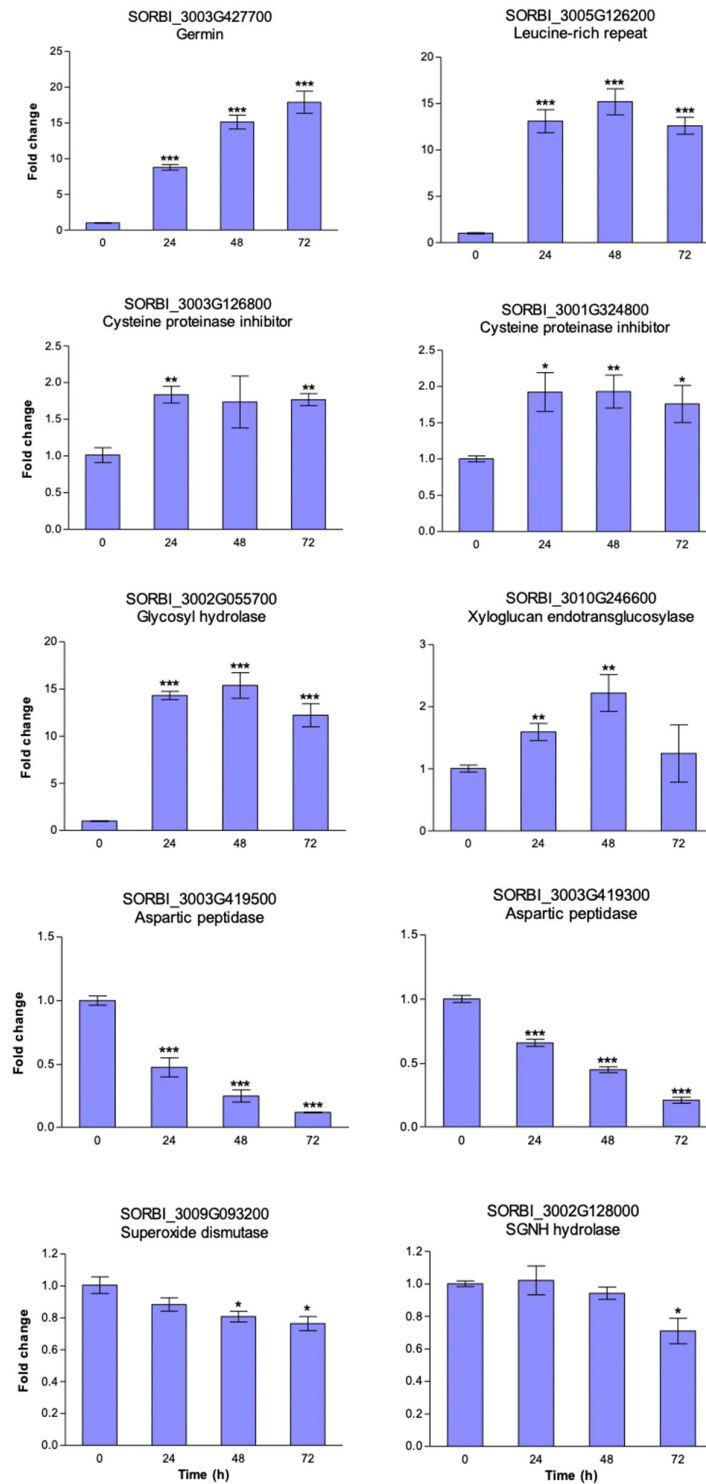 SORBI_3003G427700
Germin
25
20
***
***
15
10
***
5
0
Fold change
0 24 48 72
SORBI_3005G126200
Leucine-rich repeat
20
***
15
***
***
10
5
0
0 24 48 72
SORBI_3003G126800
Cysteine proteinase inhibitor
2.5
2.0
**
**
1.5
1.0
0.5
0.0
Fold change
0 24 48 72
SORBI_3001G324800
Cysteine proteinase inhibitor
2.5
*
**
*
2.0
1.5
1.0
0.5
0.0
0 24 48 72
SORBI_3002G055700
Glycosyl hydrolase
20
***
***
***
15
10
5
0
Fold change
0 24 48 72
SORBI_3010G246600
Xyloglucan endotransglucosylase
3
**
**
2
1
0
0 24 48 72
SORBI_3003G419500
Aspartic peptidase
1.5
1.0
***
0.5
***
***
0.0
Fold change
0 24 48 72
SORBI_3003G419300
Aspartic peptidase
1.5
1.0
***
***
0.5
***
0.0
0 24 48 72
SORBI_3009G093200
Superoxide dismutase
1.2
1.0
*
*
0.8
0.6
0.4
0.2
0.0
Fold change
0 24 48 72
Time (h)
SORBI_3002G128000
SGNH hydrolase
1.2
1.0
*
0.8
0.6
0.4
0.2
0.0
0 24 48 72
Time (h)